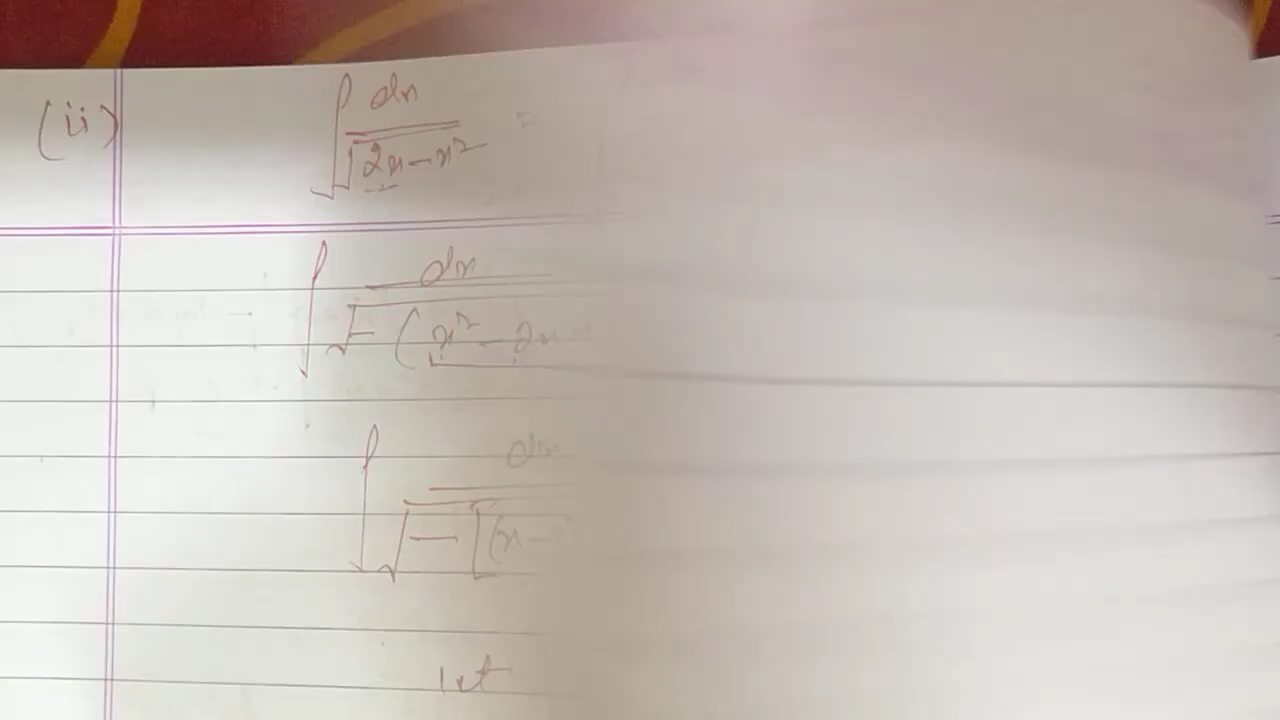 (ii) ∫ dx / √(2x − x²)
∫ dx / √−(x² − 2x +
∫ dx / √−[(x −
let